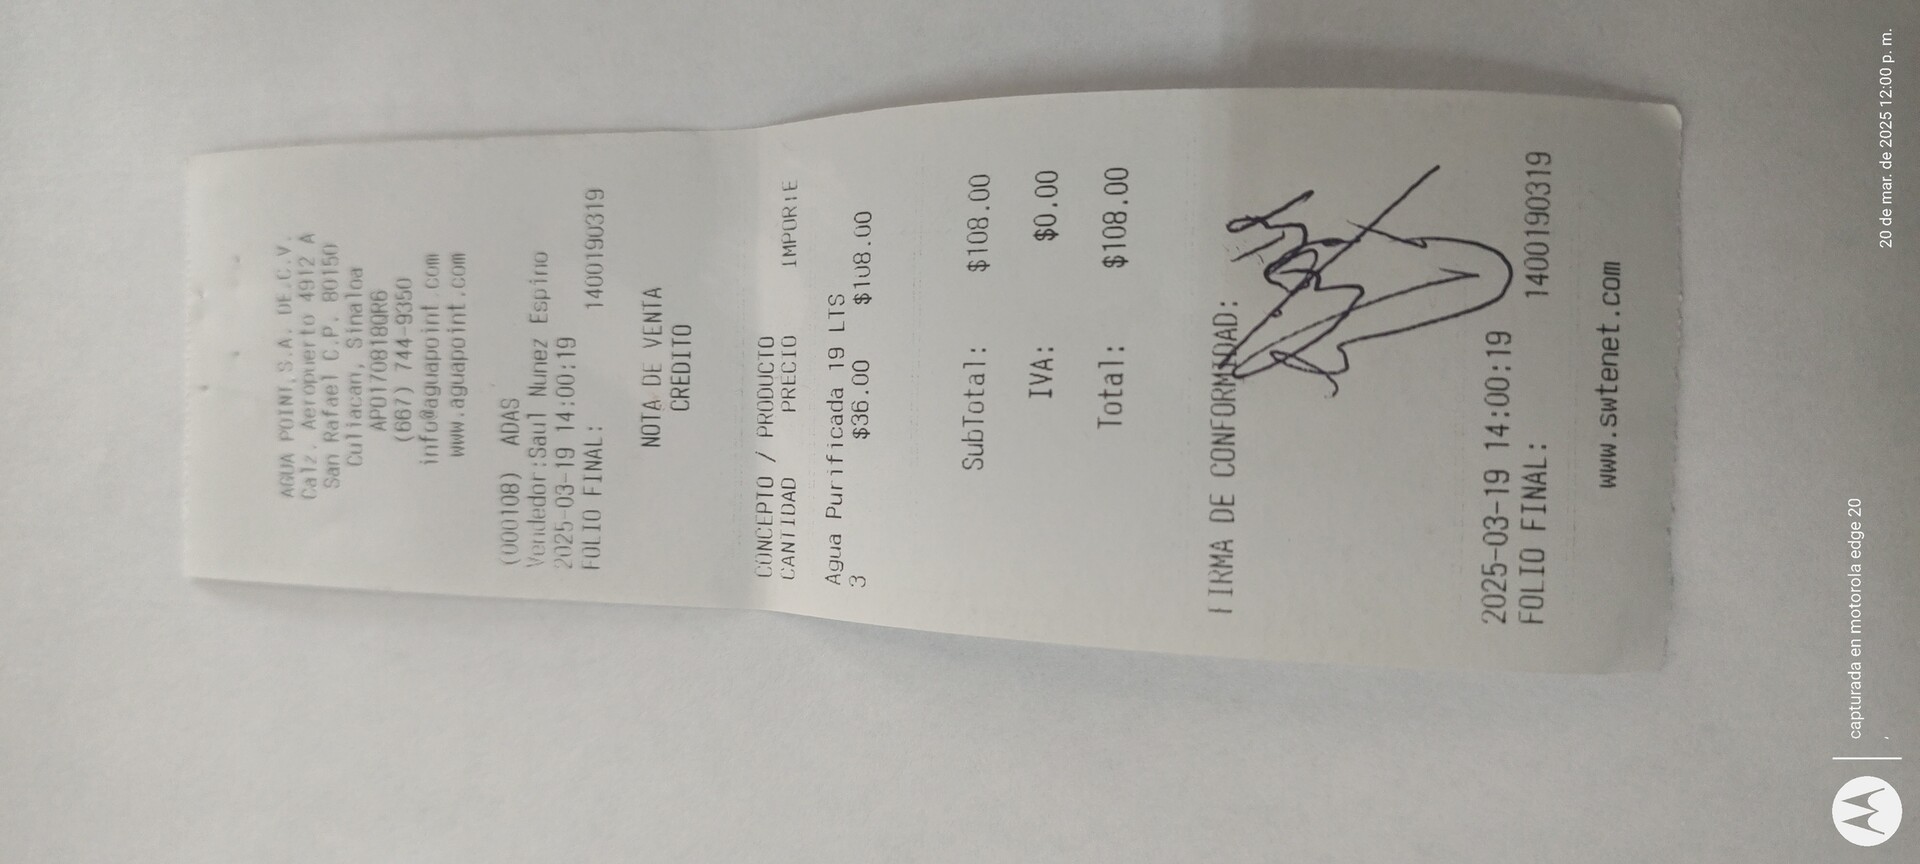 AGUA POINT,S.A. DE.C.V.
Calz. Aeropuerto 4912 A
San Rafael C.P. 80150
Culiacan, Sinaloa
APO170818QR6
(667) 744-9350
info@aguapoint.com
www.aguapoint.com
(000108) ADAS
Vendedor:Saul Nunez Espino
2025-03-19 14:00:19
FOLIO FINAL: 1400190319
NOTA DE VENTA
CREDITO
CONCEPTO / PRODUCTO
CANTIDAD PRECIO IMPORTE
Agua Purificada 19 LTS
3 $36.00 $108.00
SubTotal: $108.00
IVA: $0.00
Total: $108.00
FIRMA DE CONFORMIDAD:
2025-03-19 14:00:19
FOLIO FINAL: 1400190319
www.swtenet.com
capturada en motorola edge 20
,
20 de mar. de 2025 12:00 p. m.